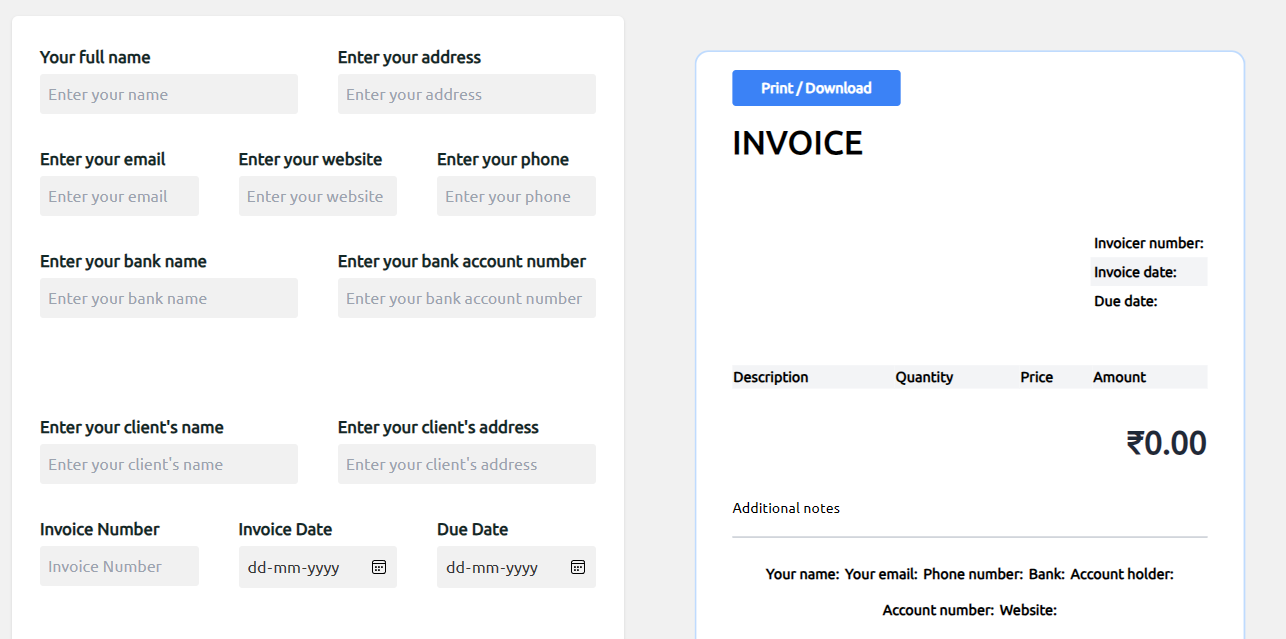 Your full name Enter your address
Enter your name Enter your address
Enter your email Enter your website Enter your phone
Enter your email Enter your website Enter your phone
Enter your bank name Enter your bank account number
Enter your bank name Enter your bank account number
Enter your client's name Enter your client's address
Enter your client's name Enter your client's address
Invoice Number Invoice Date Due Date
Invoice Number dd-mm-yyyy dd-mm-yyyy
Print / Download
INVOICE
Invoicer number:
Invoice date:
Due date:
Description Quantity Price Amount
₹0.00
Additional notes
Your name: Your email: Phone number: Bank: Account holder:
Account number: Website: